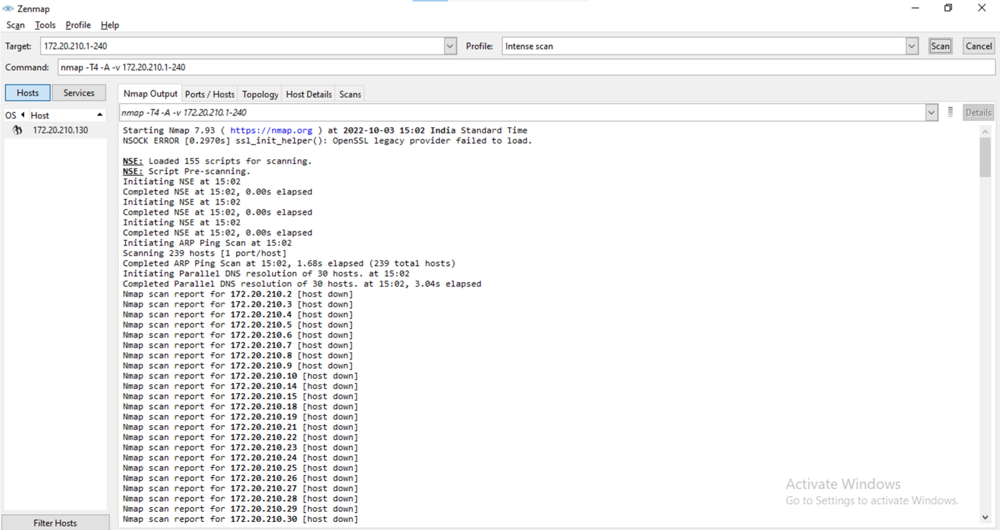 Zenmap
Scan Tools Profile Help
Target: 172.20.210.1-240 Profile: Intense scan Scan Cancel
Command: nmap -T4 -A -v 172.20.210.1-240
Hosts Services
OS Host
172.20.210.130
Filter Hosts
Nmap Output Ports / Hosts Topology Host Details Scans
nmap -T4 -A -v 172.20.210.1-240 Details
Starting Nmap 7.93 ( https://nmap.org ) at 2022-10-03 15:02 India Standard Time
NSOCK ERROR [0.2970s] ssl_init_helper(): OpenSSL legacy provider failed to load.
NSE: Loaded 155 scripts for scanning.
NSE: Script Pre-scanning.
Initiating NSE at 15:02
Completed NSE at 15:02, 0.00s elapsed
Initiating NSE at 15:02
Completed NSE at 15:02, 0.00s elapsed
Initiating NSE at 15:02
Completed NSE at 15:02, 0.00s elapsed
Initiating ARP Ping Scan at 15:02
Scanning 239 hosts [1 port/host]
Completed ARP Ping Scan at 15:02, 1.68s elapsed (239 total hosts)
Initiating Parallel DNS resolution of 30 hosts. at 15:02
Completed Parallel DNS resolution of 30 hosts. at 15:02, 3.04s elapsed
Nmap scan report for 172.20.210.2 [host down]
Nmap scan report for 172.20.210.3 [host down]
Nmap scan report for 172.20.210.4 [host down]
Nmap scan report for 172.20.210.5 [host down]
Nmap scan report for 172.20.210.6 [host down]
Nmap scan report for 172.20.210.7 [host down]
Nmap scan report for 172.20.210.8 [host down]
Nmap scan report for 172.20.210.9 [host down]
Nmap scan report for 172.20.210.10 [host down]
Nmap scan report for 172.20.210.14 [host down]
Nmap scan report for 172.20.210.15 [host down]
Nmap scan report for 172.20.210.18 [host down]
Nmap scan report for 172.20.210.19 [host down]
Nmap scan report for 172.20.210.21 [host down]
Nmap scan report for 172.20.210.22 [host down]
Nmap scan report for 172.20.210.23 [host down]
Nmap scan report for 172.20.210.24 [host down]
Nmap scan report for 172.20.210.25 [host down]
Nmap scan report for 172.20.210.26 [host down]
Nmap scan report for 172.20.210.27 [host down]
Nmap scan report for 172.20.210.28 [host down]
Nmap scan report for 172.20.210.29 [host down]
Nmap scan report for 172.20.210.30 [host down]
Activate Windows
Go to Settings to activate Windows.